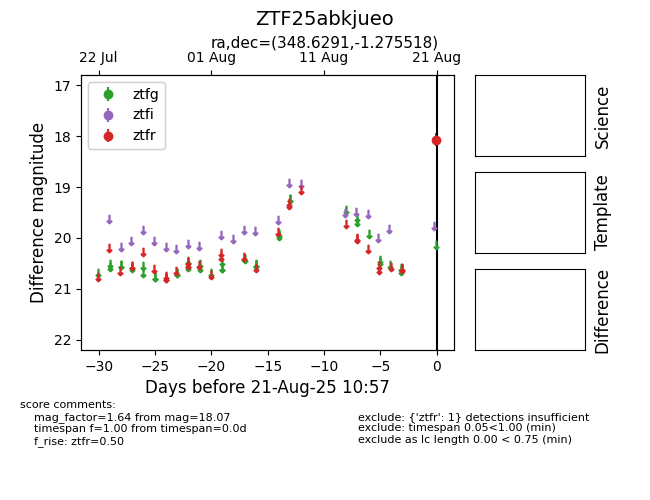 ZTF25abkjueo
ra,dec=(348.6291,-1.275518)
22 Jul 01 Aug 11 Aug 21 Aug
ztfg
ztfi
ztfr
17
18
19
20
21
22
Difference magnitude
−30 −25 −20 −15 −10 −5 0
Days before 21-Aug-25 10:57
Science
Template
Difference
score comments:
mag_factor=1.64 from mag=18.07
timespan f=1.00 from timespan=0.0d
f_rise: ztfr=0.50
exclude: {'ztfr': 1} detections insufficient
exclude: timespan 0.05<1.00 (min)
exclude as lc length 0.00 < 0.75 (min)